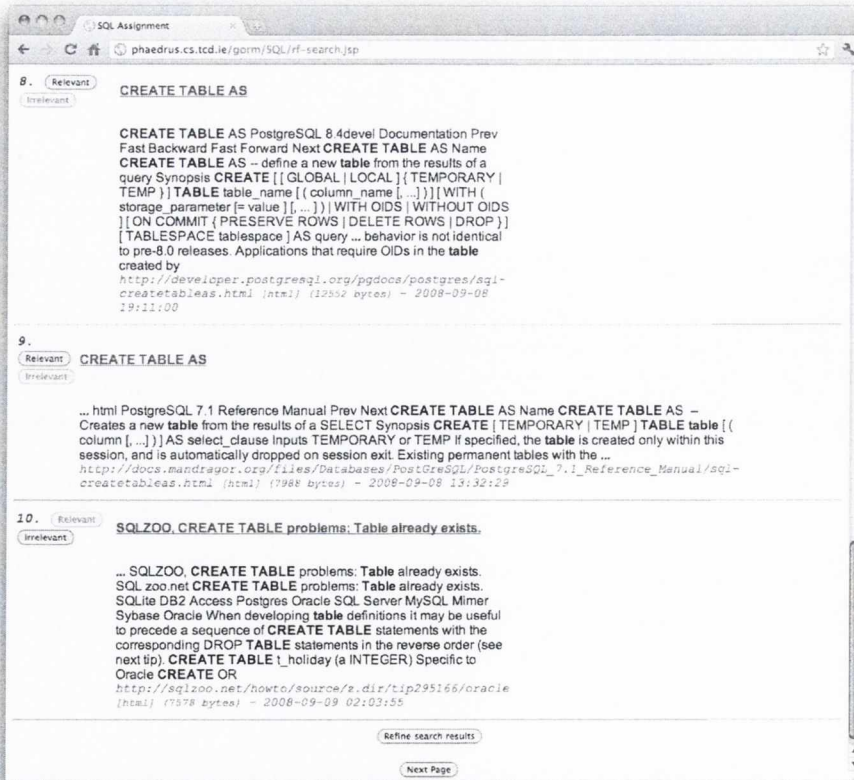 SQL Assignment
phaedrus.cs.tcd.ie/gorm/SQL/rf-search.jsp
8. Relevant
Irrelevant
CREATE TABLE AS
CREATE TABLE AS PostgreSQL 8.4devel Documentation Prev
Fast Backward Fast Forward Next CREATE TABLE AS Name
CREATE TABLE AS -- define a new table from the results of a
query Synopsis CREATE [ [ GLOBAL | LOCAL ] { TEMPORARY |
TEMP } ] TABLE table_name [ ( column_name [, ...] ) ] [ WITH (
storage_parameter [= value ] [, ... ] ) | WITH OIDS | WITHOUT OIDS
] [ ON COMMIT { PRESERVE ROWS | DELETE ROWS | DROP } ]
[ TABLESPACE tablespace ] AS query ... behavior is not identical
to pre-8.0 releases. Applications that require OIDs in the table
created by
http://developer.postgresql.org/pgdocs/postgres/sql-
createtableas.html [html] (12552 bytes) - 2008-09-08
19:11:00
9.
Relevant
Irrelevant
CREATE TABLE AS
... html PostgreSQL 7.1 Reference Manual Prev Next CREATE TABLE AS Name CREATE TABLE AS --
Creates a new table from the results of a SELECT Synopsis CREATE [ TEMPORARY | TEMP ] TABLE table [ (
column [, ...] ) ] AS select_clause Inputs TEMPORARY or TEMP If specified, the table is created only within this
session, and is automatically dropped on session exit. Existing permanent tables with the ...
http://docs.mandragor.org/files/Databases/PostGreSQL/PostgreSQL_7.1_Reference_Manual/sql-
createtableas.html [html] (7988 bytes) - 2008-09-08 13:32:29
10. Relevant
Irrelevant
SQLZOO, CREATE TABLE problems: Table already exists.
... SQLZOO, CREATE TABLE problems: Table already exists.
SQL zoo.net CREATE TABLE problems: Table already exists.
SQLite DB2 Access Postgres Oracle SQL Server MySQL Mimer
Sybase Oracle When developing table definitions it may be useful
to precede a sequence of CREATE TABLE statements with the
corresponding DROP TABLE statements in the reverse order (see
next tip). CREATE TABLE t_holiday (a INTEGER) Specific to
Oracle CREATE OR
http://sqlzoo.net/howto/source/z.dir/tip295166/oracle
[html] (7578 bytes) - 2008-09-09 02:03:55
Refine search results
Next Page